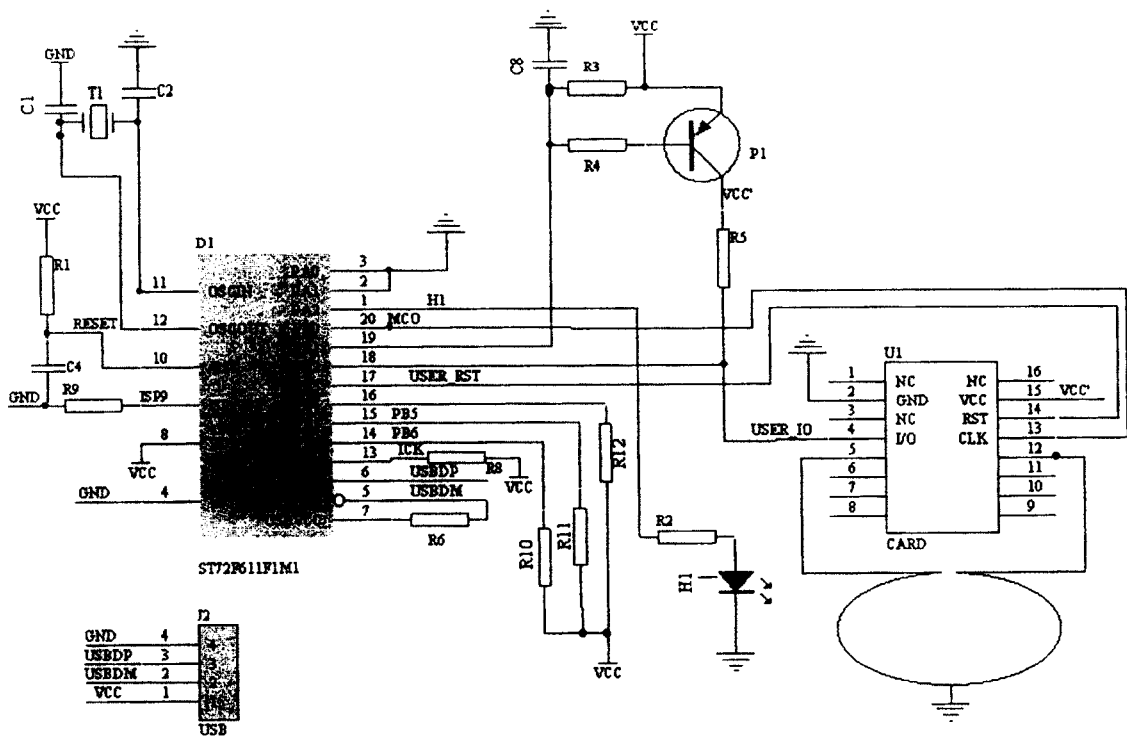 VCC
GND
C8
R3
C1
T1
C2
R4
P1
VCC'
VCC
R5
D1
R1
3
11
2
OSCIN
1
H1
12
20
MCO
RESET
OSCOUT
19
U1
10
18
C4
17
USER_RST
1
NC
NC
16
GND
R9
ISP9
16
2
GND
VCC
15
VCC'
15
PB5
3
NC
RST
14
8
14
PB6
USER_IO
4
I/O
CLK
13
VCC
13
ICK
R8
R12
5
12
GND
4
6
USBDP
VCC
6
11
5
USBDM
7
10
7
R6
R10
R11
R2
8
9
CARD
ST72F611F1M1
H1
J2
GND
4
USBDP
3
USBDM
2
VCC
1
VCC
USB